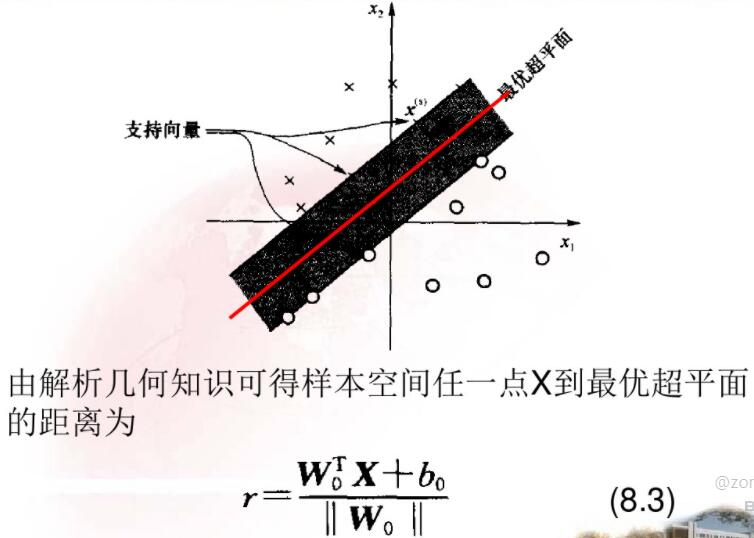 x₂
最优超平面
x⁽ˢ⁾
支持向量
x₁
由解析几何知识可得样本空间任一点X到最优超平面
的距离为
r = (W₀ᵀ X + b₀) / ‖ W₀ ‖ (8.3)
@zor